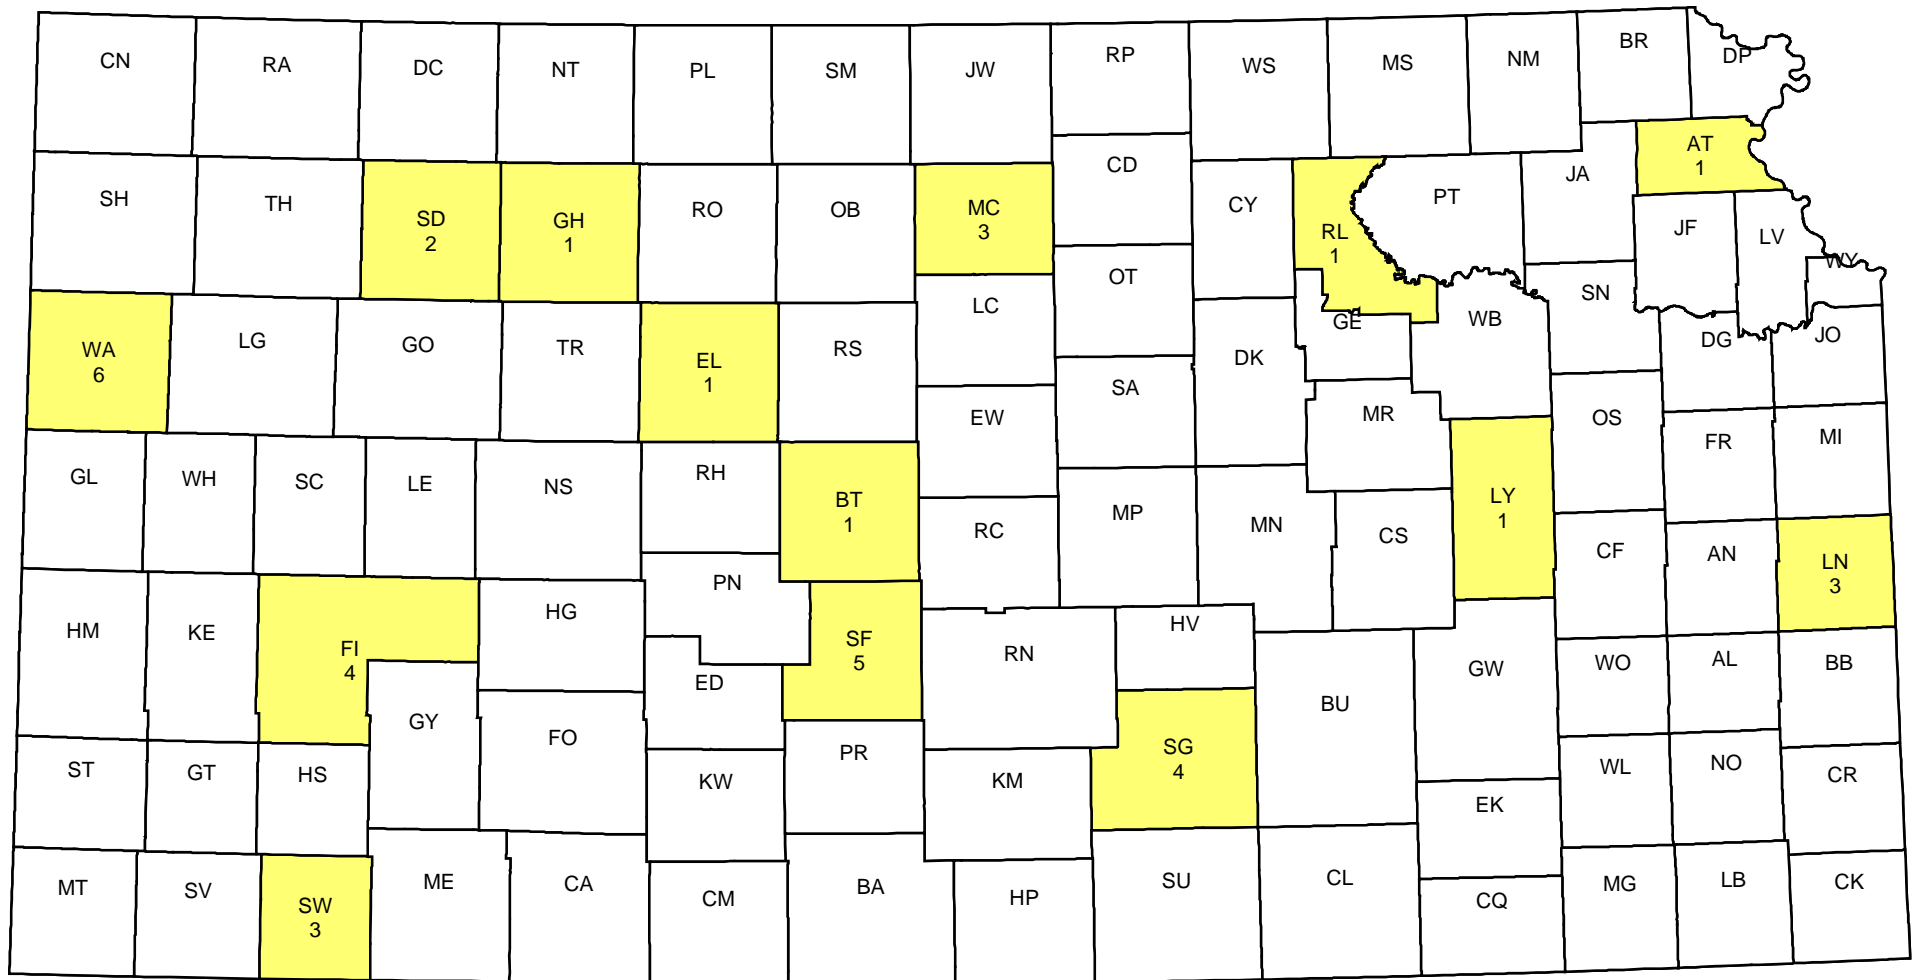 CN
RA
DC
NT
PL
SM
JW
RP
WS
MS
NM
BR
DP
SH
TH
SD
2
GH
1
RO
OB
MC
3
CD
CY
RL
1
PT
JA
AT
1
JF
LV
WY
WA
6
LG
GO
TR
EL
1
RS
LC
OT
DK
GE
WB
SN
DG
JO
EW
SA
MR
OS
FR
MI
GL
WH
SC
LE
NS
RH
BT
1
RC
MP
MN
CS
LY
1
CF
AN
LN
3
HM
KE
FI
4
HG
PN
SF
5
ED
RN
HV
GW
WO
AL
BB
GY
FO
PR
SG
4
BU
ST
GT
HS
KW
KM
EK
WL
NO
CR
MT
SV
SW
3
ME
CA
CM
BA
HP
SU
CL
CQ
MG
LB
CK